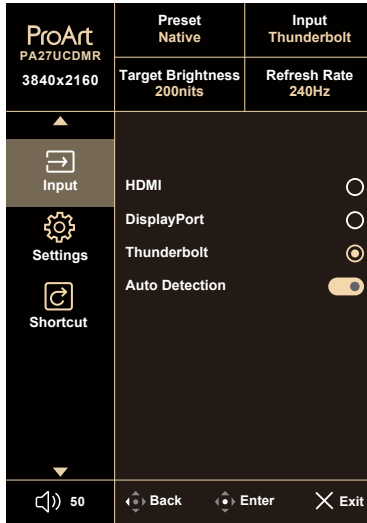 ProArt
PA27UCDMR
3840x2160
Preset
Native
Input
Thunderbolt
Target Brightness
200nits
Refresh Rate
240Hz
Input
Settings
Shortcut
HDMI
DisplayPort
Thunderbolt
Auto Detection
50
Back
Enter
Exit